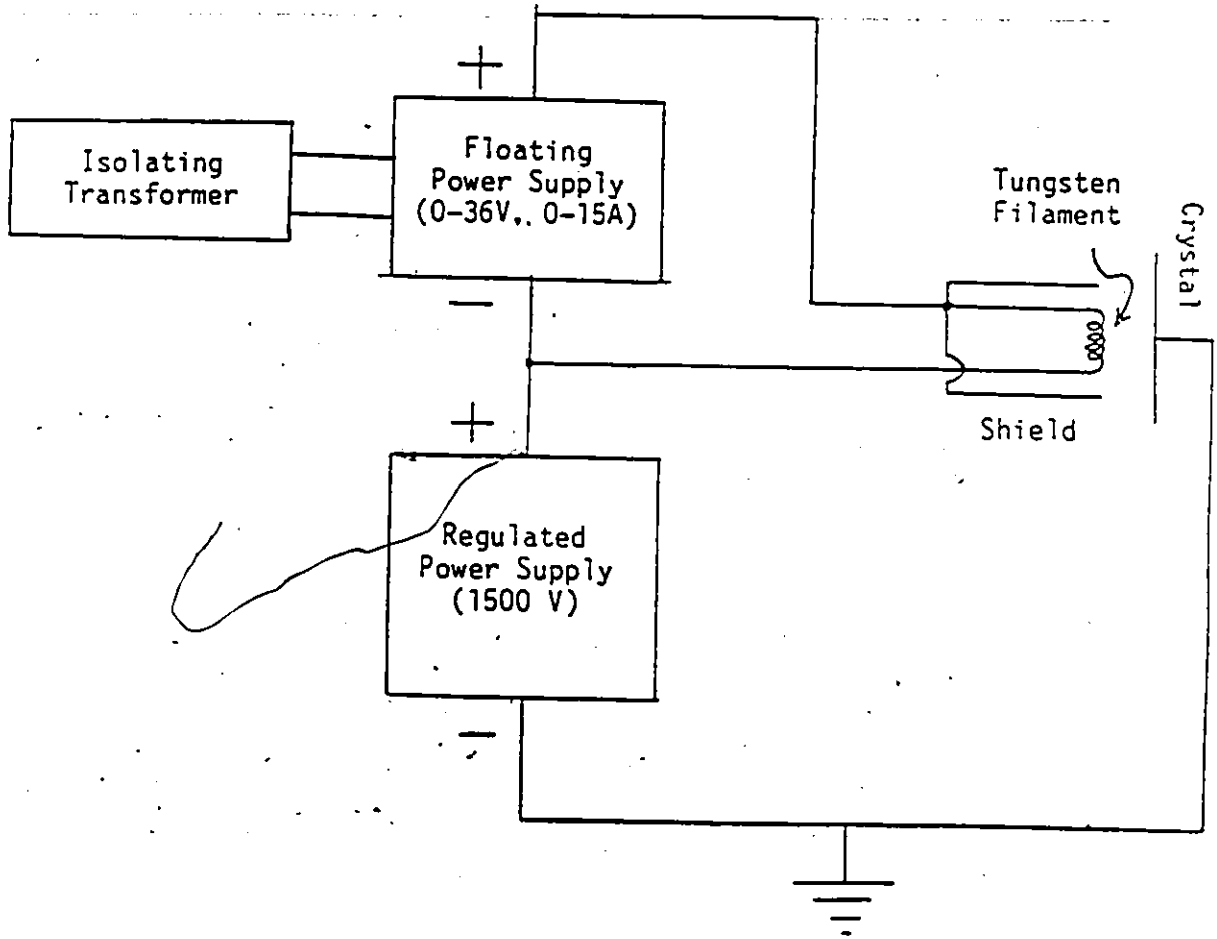 +
Isolating
Transformer
Floating
Power Supply
(0-36V, 0-15A)
−
Tungsten
Filament
Crystal
Shield
+
Regulated
Power Supply
(1500 V)
−